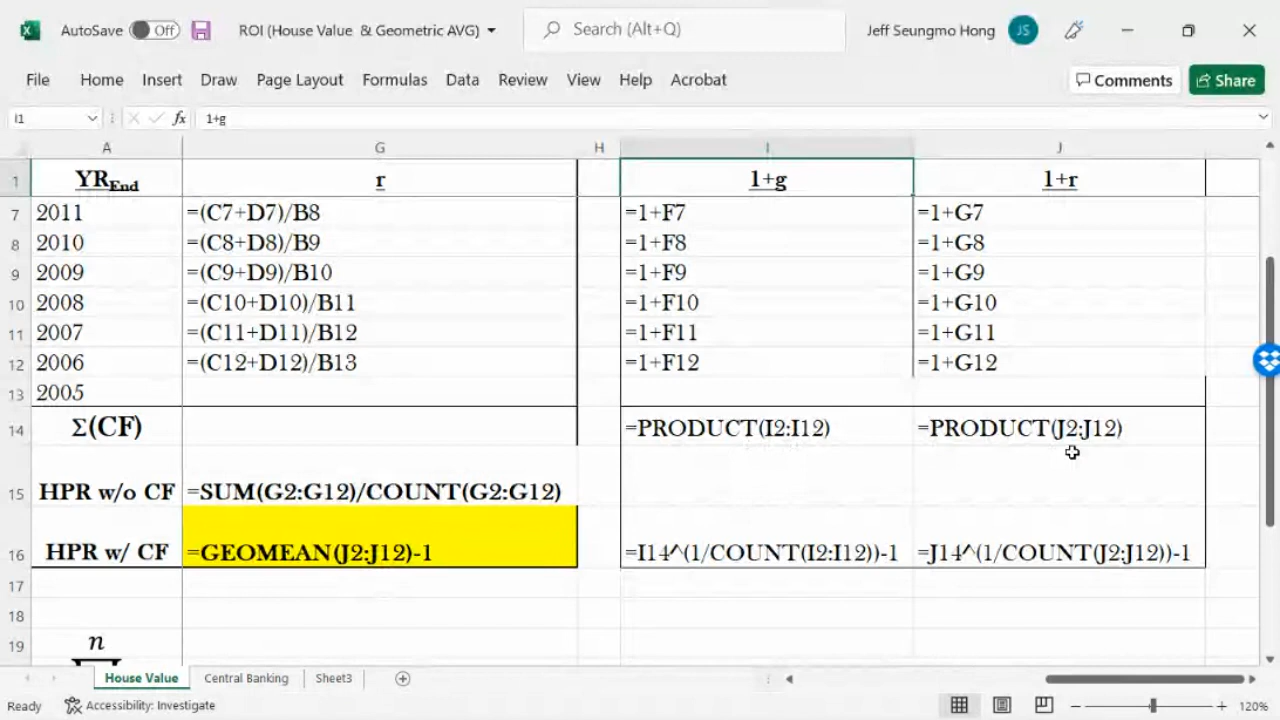 AutoSave Off ROI (House Value & Geometric AVG) Search (Alt+Q) Jeff Seungmo Hong JS
File Home Insert Draw Page Layout Formulas Data Review View Help Acrobat Comments Share
I1 fx 1+g
A G H I J
1 YREnd r 1+g 1+r
7 2011 =(C7+D7)/B8 =1+F7 =1+G7
8 2010 =(C8+D8)/B9 =1+F8 =1+G8
9 2009 =(C9+D9)/B10 =1+F9 =1+G9
10 2008 =(C10+D10)/B11 =1+F10 =1+G10
11 2007 =(C11+D11)/B12 =1+F11 =1+G11
12 2006 =(C12+D12)/B13 =1+F12 =1+G12
13 2005
14 Σ(CF) =PRODUCT(I2:I12) =PRODUCT(J2:J12)
15 HPR w/o CF =SUM(G2:G12)/COUNT(G2:G12)
16 HPR w/ CF =GEOMEAN(J2:J12)-1 =I14^(1/COUNT(I2:I12))-1 =J14^(1/COUNT(J2:J12))-1
17
18
19 n
House Value Central Banking Sheet3
Ready Accessibility: Investigate 120%